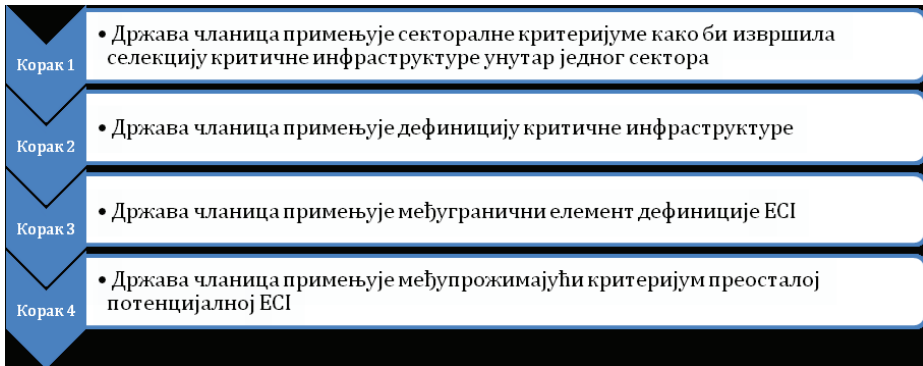 Корак 1
• Држава чланица примењује секторалне критеријуме како би извршила
селекцију критичне инфраструктуре унутар једног сектора
Корак 2
• Држава чланица примењује дефиницију критичне инфраструктуре
Корак 3
• Држава чланица примењује међугранични елемент дефиниције ECI
Корак 4
• Држава чланица примењује међупрожимајући критеријум преосталој
потенцијалној ECI